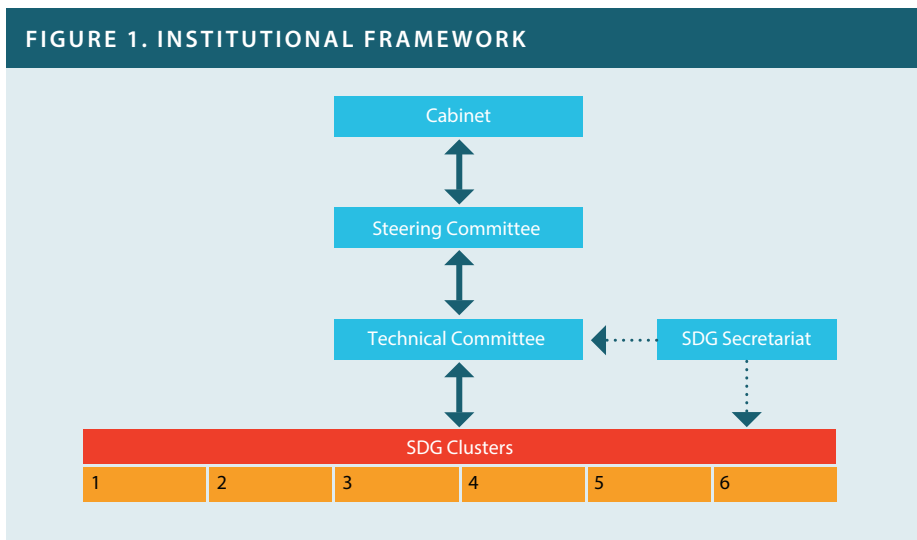 FIGURE 1. INSTITUTIONAL FRAMEWORK
Cabinet
Steering Committee
Technical Committee
SDG Secretariat
SDG Clusters
1 2 3 4 5 6